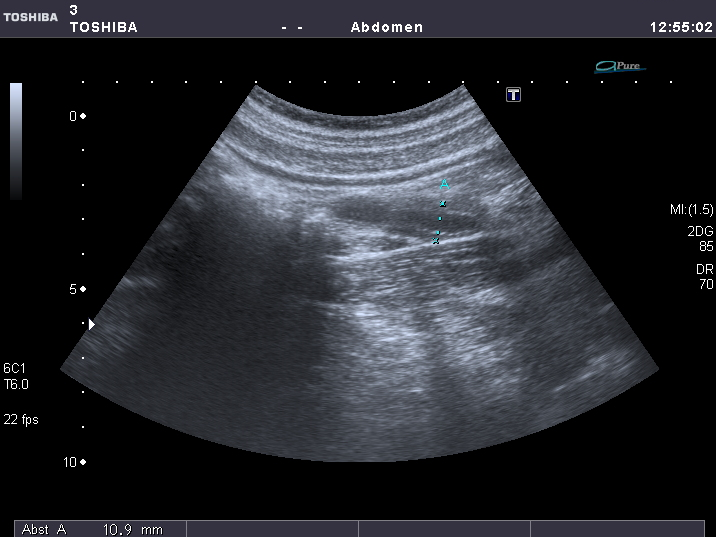 TOSHIBA
3
TOSHIBA - - Abdomen 12:55:02
aPure
T
0
A
MI:(1.5)
2DG
85
DR
70
5
6C1
T6.0
22 fps
10
Abst A 10.9 mm